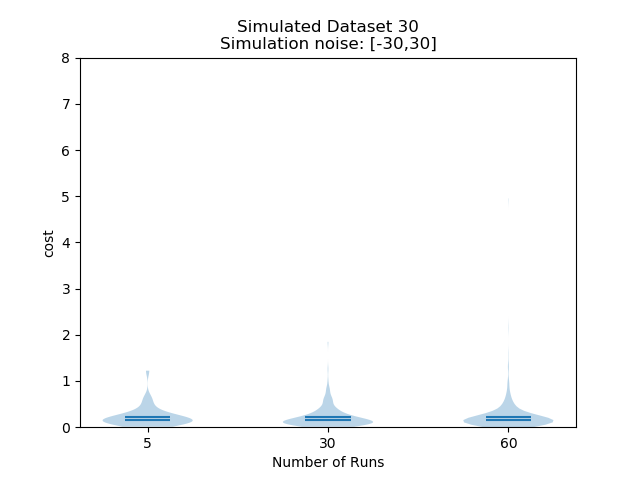 Simulated Dataset 30
Simulation noise: [-30,30]
8
7
6
5
4
3
2
1
0
cost
5 30 60
Number of Runs